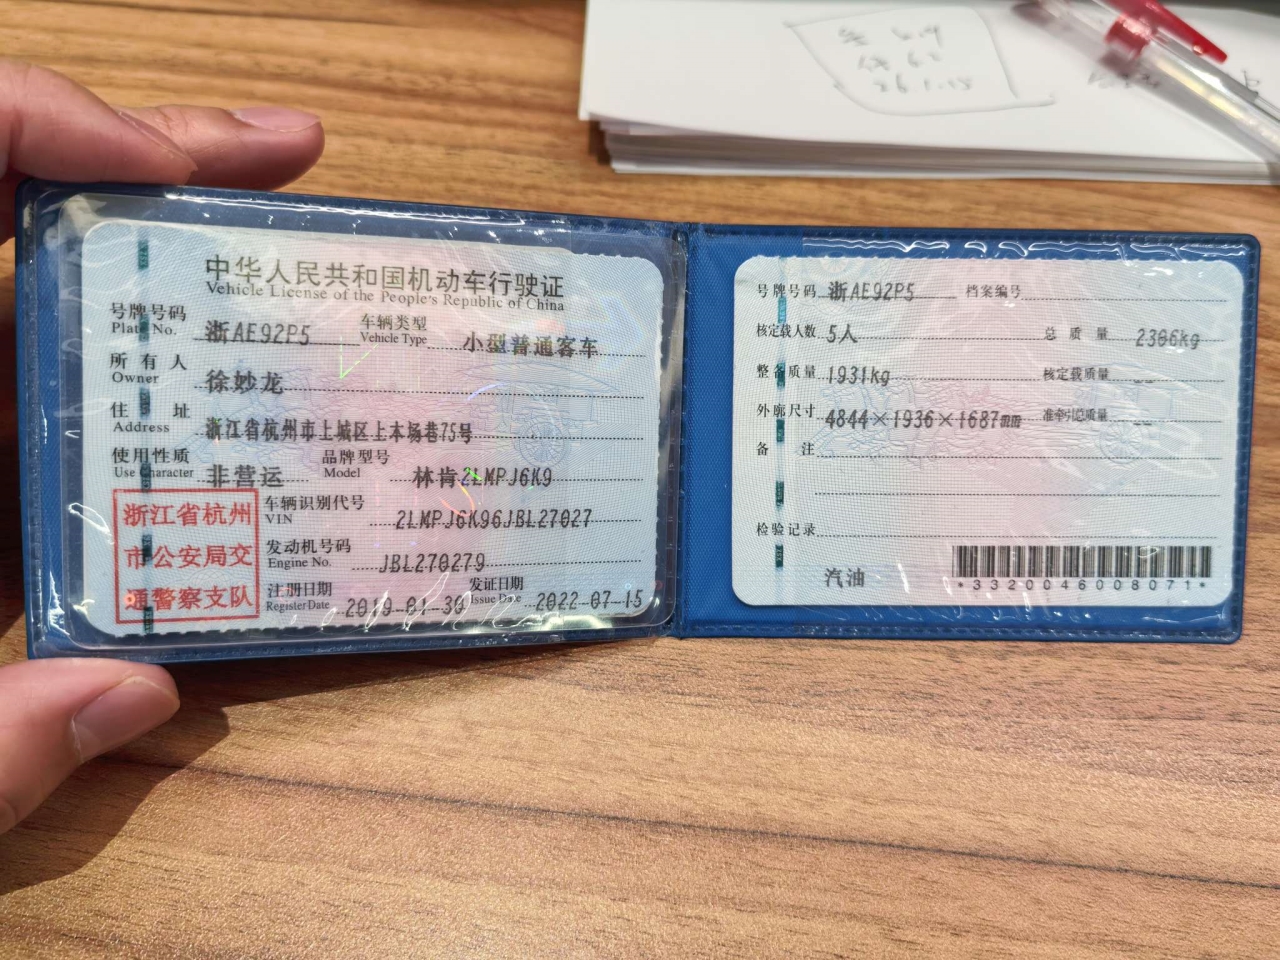 中华人民共和国机动车行驶证
Vehicle License of the People's Republic of China
号牌号码 浙AE92P5 车辆类型 小型普通客车
Plate No. Vehicle Type
所有人 徐妙龙
Owner
住址 浙江省杭州市上城区上本场巷75号
Address
使用性质 非营运 品牌型号 林肯2LMPJ6K9
Use Character Model
浙江省杭州
市公安局交
通警察支队
车辆识别代号 2LMPJ6K96JBL27027
VIN
发动机号码 JBL270279
Engine No.
注册日期 2019-01-30 发证日期 2022-07-15
Register Date Issue Date
号牌号码 浙AE92P5 档案编号
核定载人数 5人 总质量 2306kg
整备质量 1931kg 核定载质量 --
外廓尺寸 4844×1936×1687mm 准牵引总质量 --
备注
检验记录
汽油
*3320046008071*